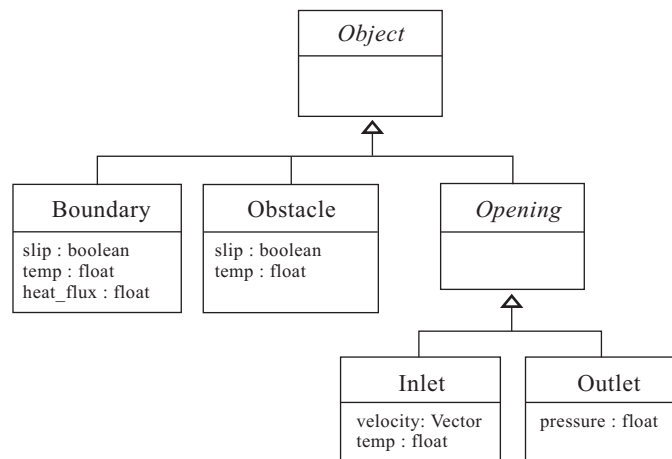 Object
Boundary
slip : boolean
temp : float
heat_flux : float
Obstacle
slip : boolean
temp : float
Opening
Inlet
velocity: Vector
temp : float
Outlet
pressure : float